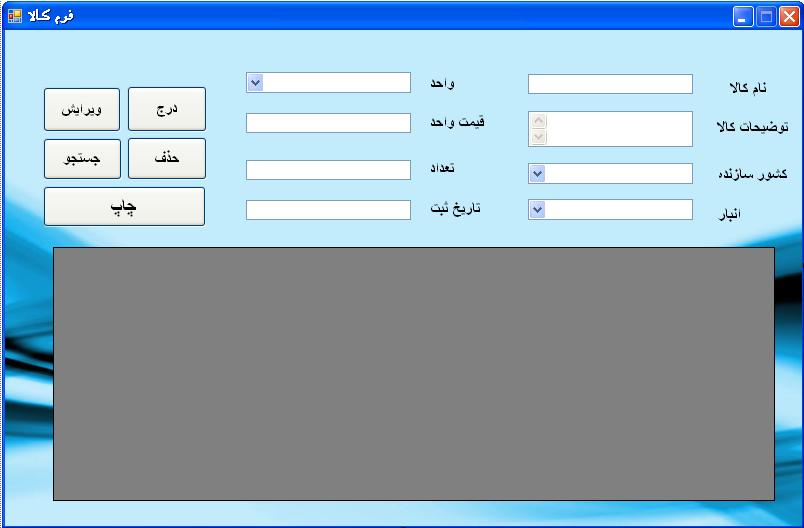 فرم کالا
نام کالا
واحد
توضیحات کالا
قیمت واحد
کشور سازنده
تعداد
انبار
تاریخ ثبت
درج
ویرایش
حذف
جستجو
چاپ